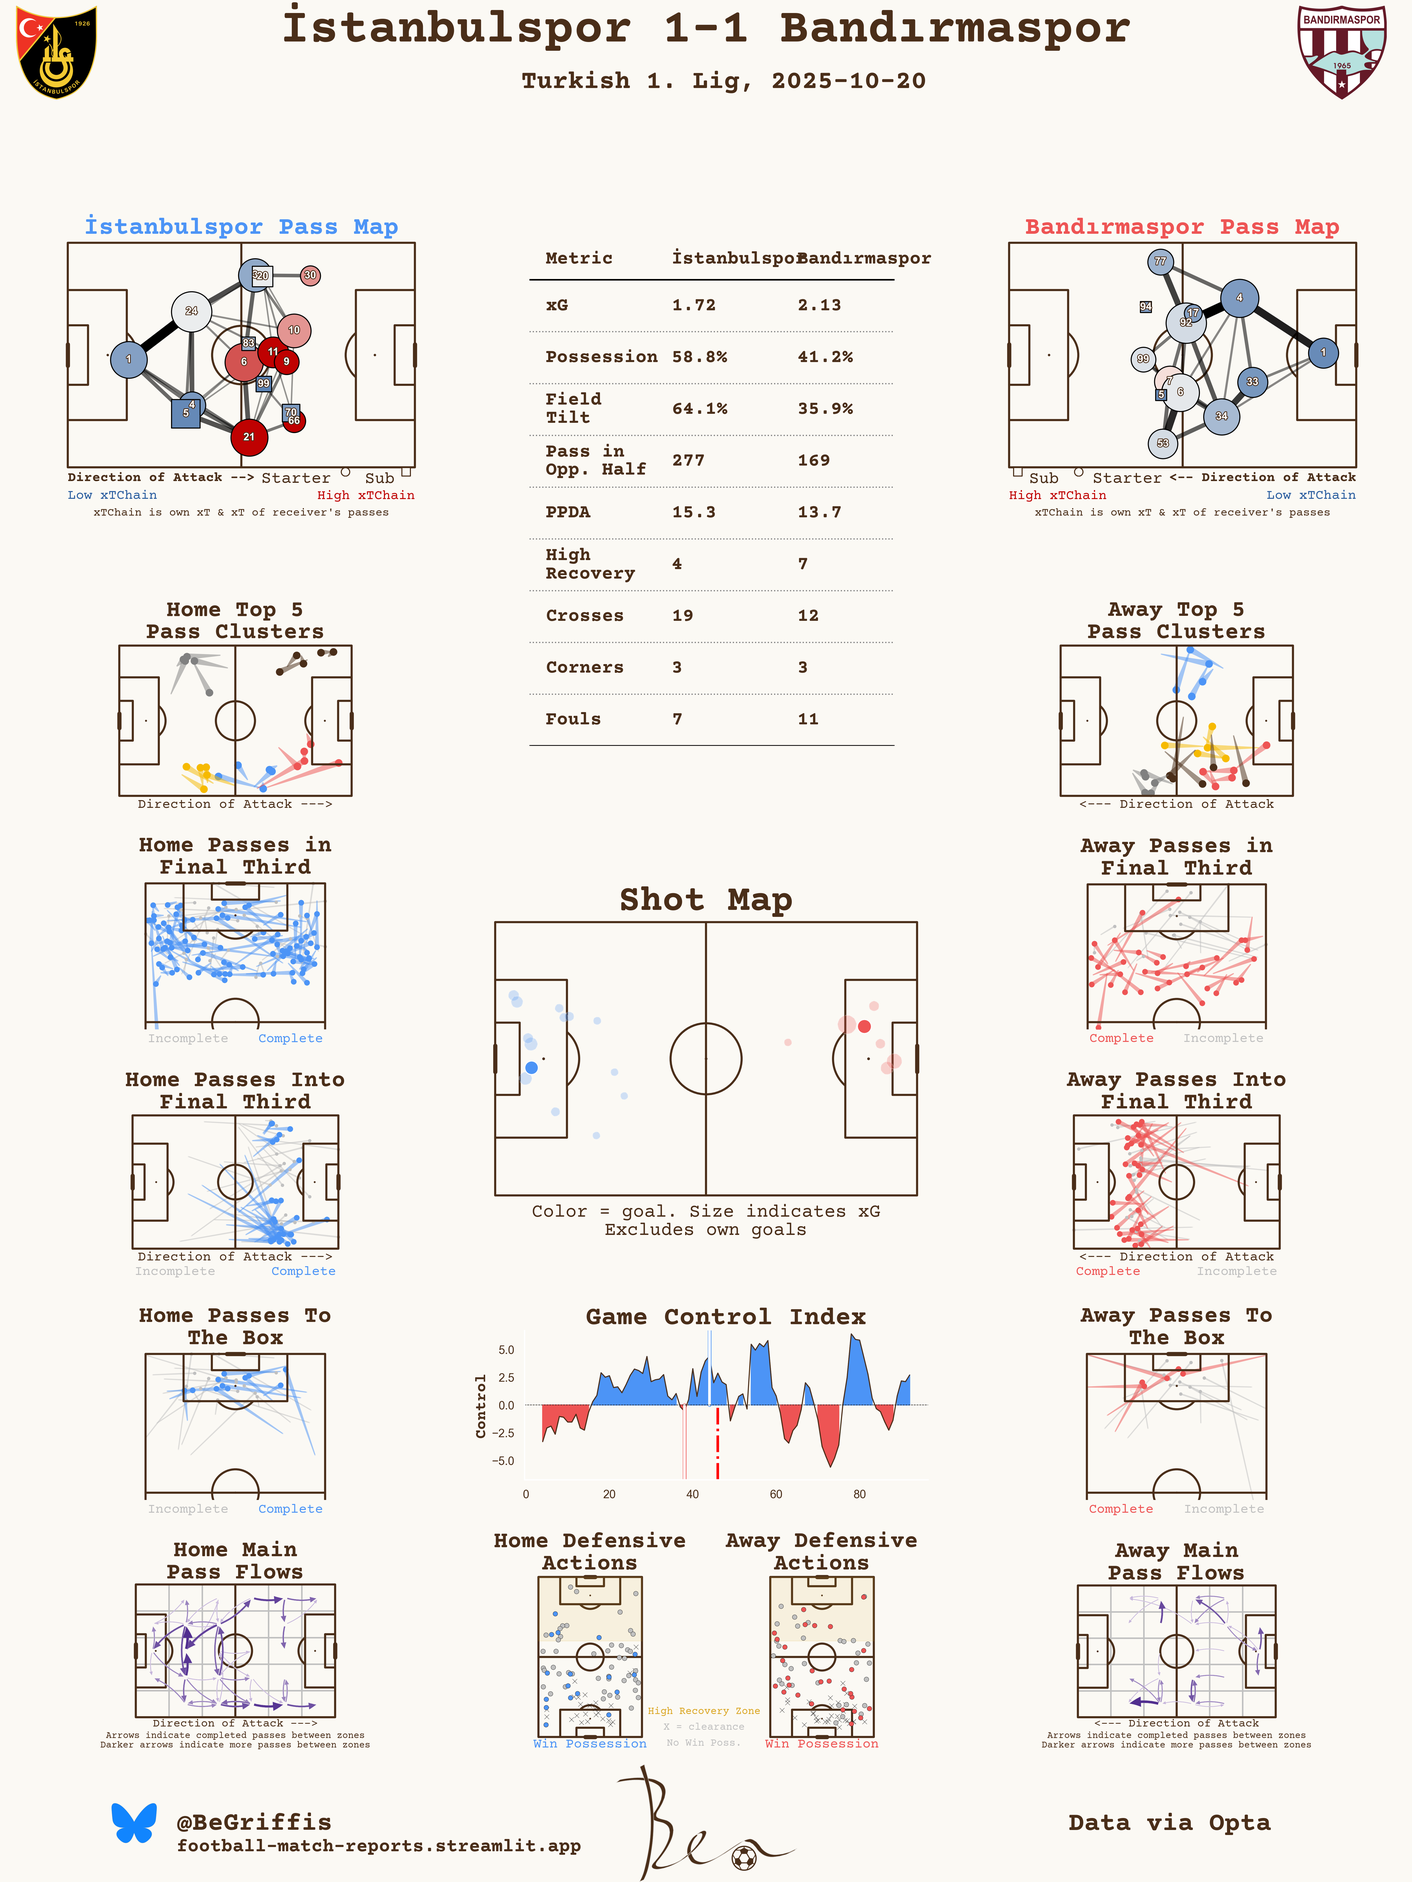 İstanbulspor 1-1 Bandırmaspor
Turkish 1. Lig, 2025-10-20
1926
İSTANBULSPOR
BANDIRMASPOR
1965
İstanbulspor Pass Map
20
30
24
10
83
11
1
6
9
99
4
5
70
66
21
Direction of Attack --> Starter Sub
Low xTChain High xTChain
xTChain is own xT & xT of receiver's passes
Metric İstanbulspor Bandırmaspor
xG 1.72 2.13
Possession 58.8% 41.2%
Field
Tilt 64.1% 35.9%
Pass in
Opp. Half 277 169
PPDA 15.3 13.7
High
Recovery 4 7
Crosses 19 12
Corners 3 3
Fouls 7 11
Bandırmaspor Pass Map
77
4
94
17
92
1
99
7
33
5
6
34
53
Sub Starter <-- Direction of Attack
High xTChain Low xTChain
xTChain is own xT & xT of receiver's passes
Home Top 5
Pass Clusters
Direction of Attack --->
Away Top 5
Pass Clusters
<--- Direction of Attack
Home Passes in
Final Third
Incomplete Complete
Shot Map
Color = goal. Size indicates xG
Excludes own goals
Away Passes in
Final Third
Complete Incomplete
Home Passes Into
Final Third
Direction of Attack --->
Incomplete Complete
Away Passes Into
Final Third
<--- Direction of Attack
Complete Incomplete
Home Passes To
The Box
Incomplete Complete
Game Control Index
Control
5.0
2.5
0.0
−2.5
−5.0
0 20 40 60 80
Away Passes To
The Box
Complete Incomplete
Home Main
Pass Flows
Direction of Attack --->
Arrows indicate completed passes between zones
Darker arrows indicate more passes between zones
Home Defensive
Actions
Win Possession
High Recovery Zone
X = clearance
No Win Poss.
Away Defensive
Actions
Win Possession
Away Main
Pass Flows
<--- Direction of Attack
Arrows indicate completed passes between zones
Darker arrows indicate more passes between zones
@BeGriffis
football-match-reports.streamlit.app
Ben
Data via Opta